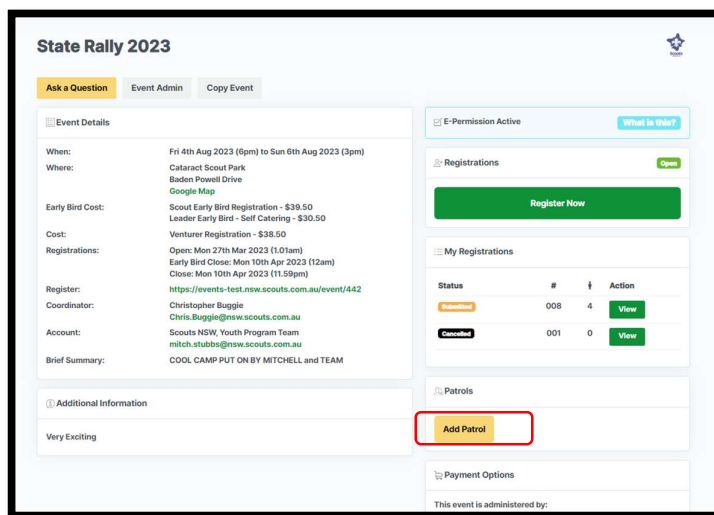 State Rally 2023
Scouts
Ask a Question
Event Admin
Copy Event
Event Details
When: Fri 4th Aug 2023 (6pm) to Sun 6th Aug 2023 (3pm)
Where: Cataract Scout Park
Baden Powell Drive
Google Map
Early Bird Cost: Scout Early Bird Registration - $39.50
Leader Early Bird - Self Catering - $30.50
Cost: Venturer Registration - $38.50
Registrations: Open: Mon 27th Mar 2023 (1.01am)
Early Bird Close: Mon 10th Apr 2023 (12am)
Close: Mon 10th Apr 2023 (11.59pm)
Register: https://events-test.nsw.scouts.com.au/event/442
Coordinator: Christopher Buggie
Chris.Buggie@nsw.scouts.com.au
Account: Scouts NSW, Youth Program Team
mitch.stubbs@nsw.scouts.com.au
Brief Summary: COOL CAMP PUT ON BY MITCHELL and TEAM
Additional Information
Very Exciting
E-Permission Active What is this?
Registrations Open
Register Now
My Registrations
Status # Action
Submitted 008 4 View
Cancelled 001 0 View
Patrols
Add Patrol
Payment Options
This event is administered by: